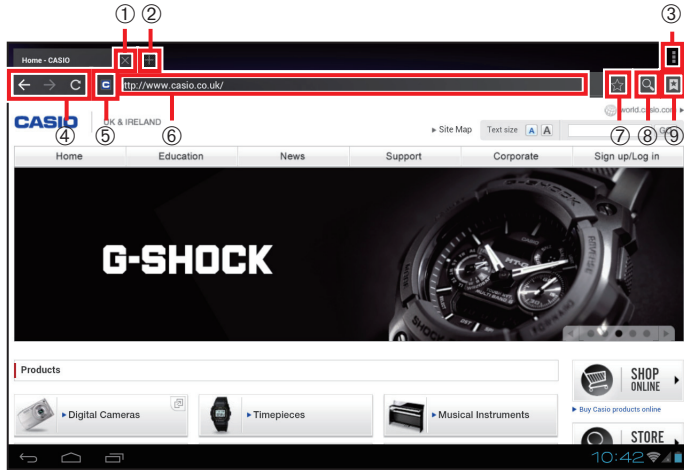 ① ② ③
Home - CASIO
C ttp://www.casio.co.uk/
④ ⑤ ⑥ ⑦ ⑧ ⑨
world.casio.com
CASIO UK & IRELAND
Site Map Text size A A GO
Home Education News Support Corporate Sign up/Log in
G-SHOCK
Products
Digital Cameras Timepieces Musical Instruments
SHOP
ONLINE
Buy Casio products online
STORE
10:42